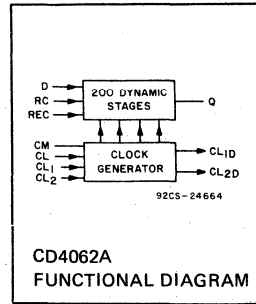 D
RC
REC
200 DYNAMIC
STAGES
Q
CM
CL
CL1
CL2
CLOCK
GENERATOR
CL1D
CL2D
92CS-24664
CD4062A
FUNCTIONAL DIAGRAM